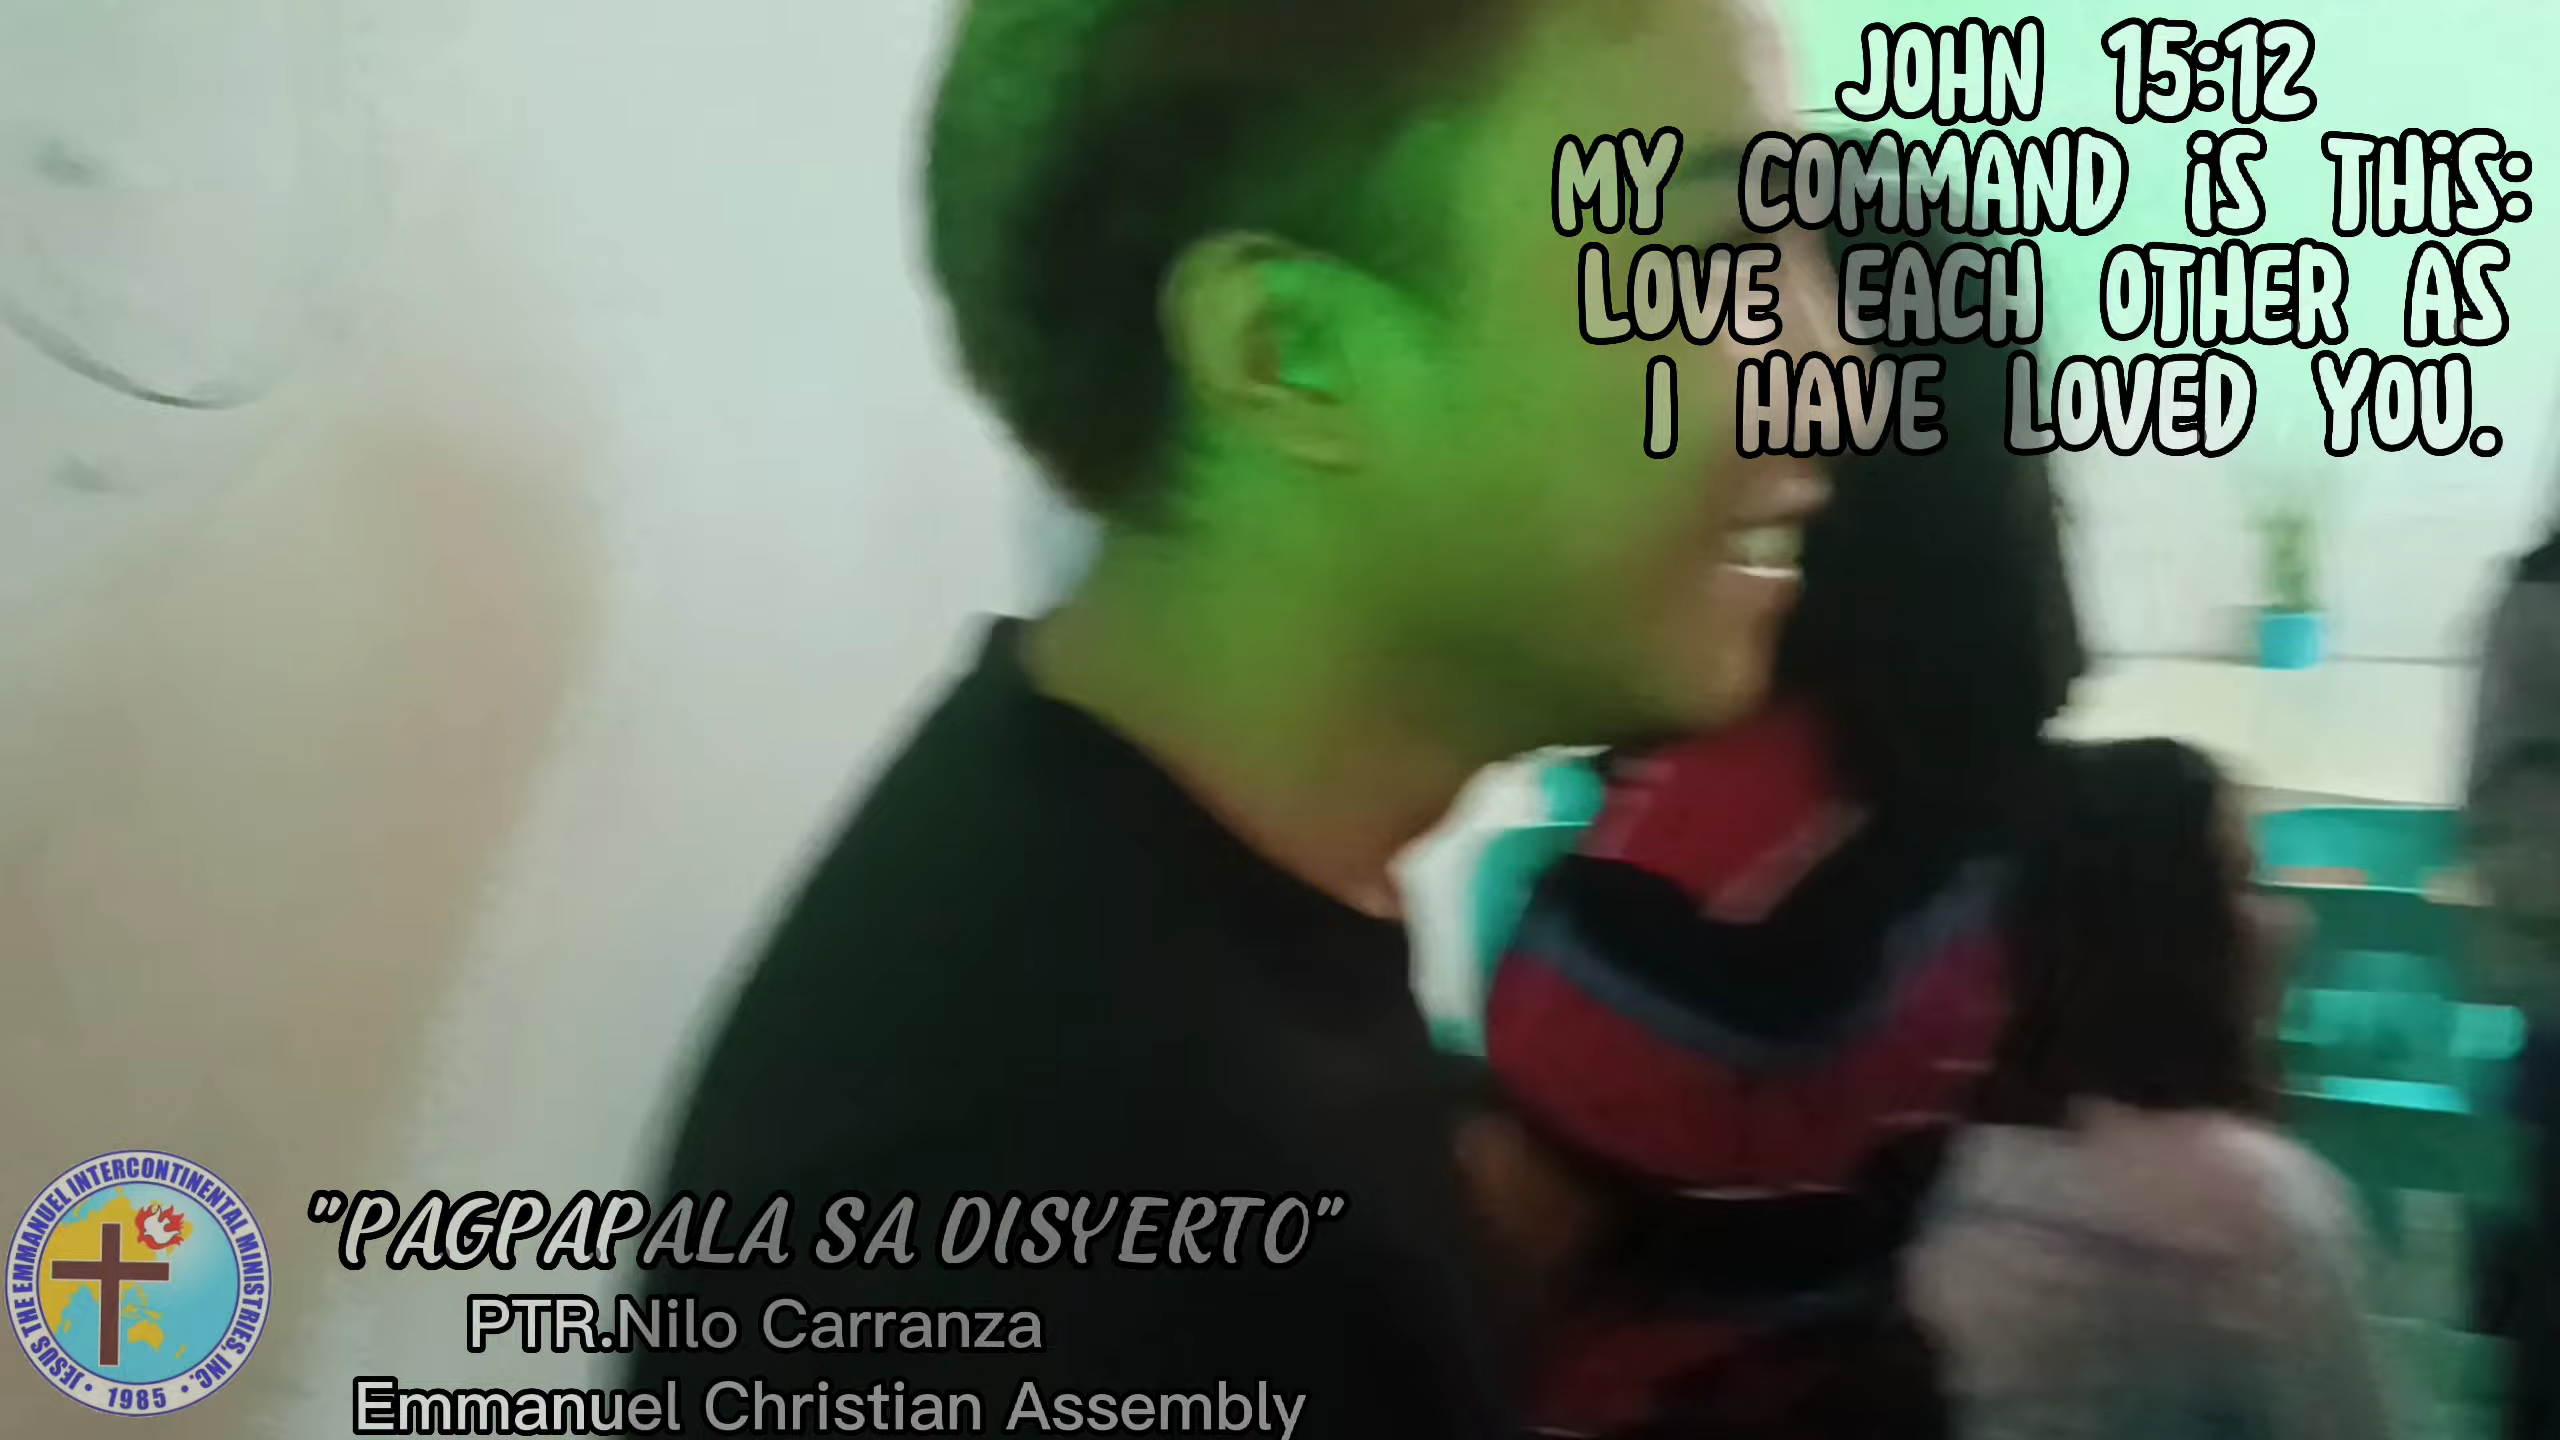 JOHN 15:12
MY COMMAND iS THiS:
LOVE EACH OTHER AS
I HAVE LOVED YOU.
"PAGPAPALA SA DISYERTO"
PTR.Nilo Carranza
Emmanuel Christian Assembly
JESUS THE EMMANUEL INTERCONTINENTAL MINISTRIES, INC.
• 1985 •